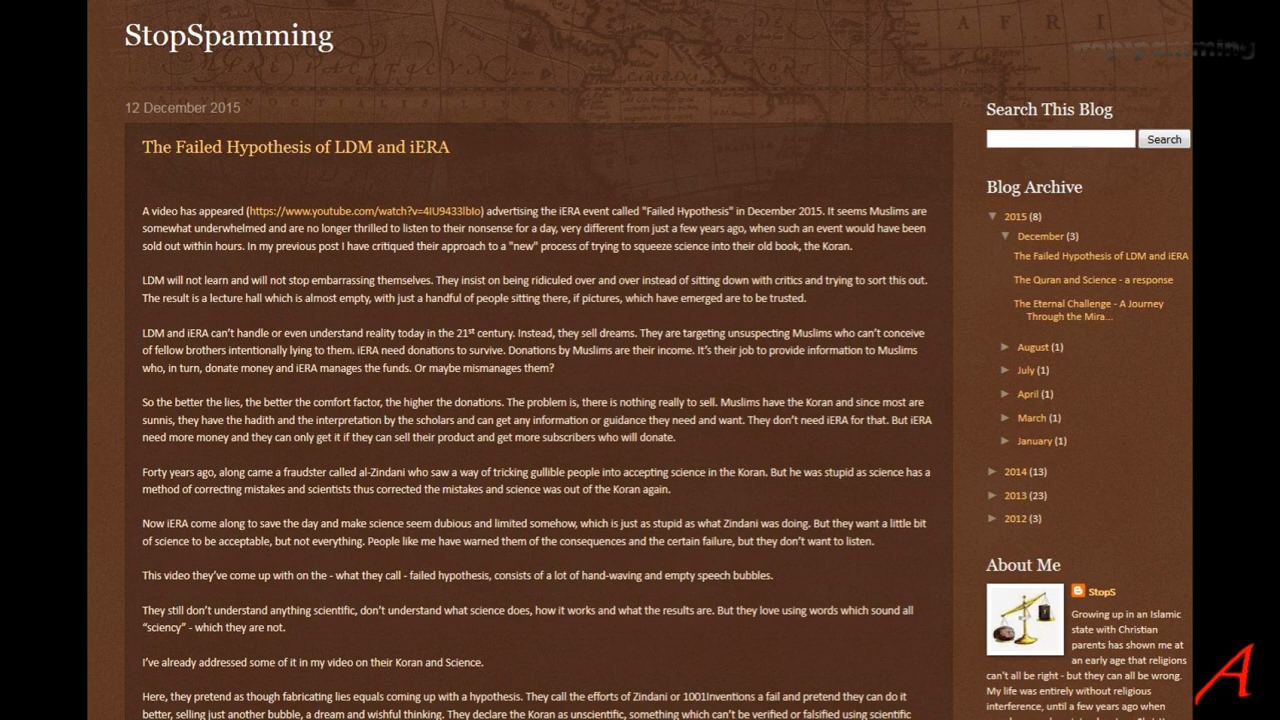 StopSpamming
12 December 2015
The Failed Hypothesis of LDM and iERA
A video has appeared (https://www.youtube.com/watch?v=4IU9433lbIo) advertising the iERA event called "Failed Hypothesis" in December 2015. It seems Muslims are
somewhat underwhelmed and are no longer thrilled to listen to their nonsense for a day, very different from just a few years ago, when such an event would have been
sold out within hours. In my previous post I have critiqued their approach to a "new" process of trying to squeeze science into their old book, the Koran.
LDM will not learn and will not stop embarrassing themselves. They insist on being ridiculed over and over instead of sitting down with critics and trying to sort this out.
The result is a lecture hall which is almost empty, with just a handful of people sitting there, if pictures, which have emerged are to be trusted.
LDM and iERA can't handle or even understand reality today in the 21st century. Instead, they sell dreams. They are targeting unsuspecting Muslims who can't conceive
of fellow brothers intentionally lying to them. iERA need donations to survive. Donations by Muslims are their income. It's their job to provide information to Muslims
who, in turn, donate money and iERA manages the funds. Or maybe mismanages them?
So the better the lies, the better the comfort factor, the higher the donations. The problem is, there is nothing really to sell. Muslims have the Koran and since most are
sunnis, they have the hadith and the interpretation by the scholars and can get any information or guidance they need and want. They don't need iERA for that. But iERA
need more money and they can only get it if they can sell their product and get more subscribers who will donate.
Forty years ago, along came a fraudster called al-Zindani who saw a way of tricking gullible people into accepting science in the Koran. But he was stupid as science has a
method of correcting mistakes and scientists thus corrected the mistakes and science was out of the Koran again.
Now iERA come along to save the day and make science seem dubious and limited somehow, which is just as stupid as what Zindani was doing. But they want a little bit
of science to be acceptable, but not everything. People like me have warned them of the consequences and the certain failure, but they don't want to listen.
This video they've come up with on the - what they call - failed hypothesis, consists of a lot of hand-waving and empty speech bubbles.
They still don't understand anything scientific, don't understand what science does, how it works and what the results are. But they love using words which sound all
“sciency” - which they are not.
I've already addressed some of it in my video on their Koran and Science.
Here, they pretend as though fabricating lies equals coming up with a hypothesis. They call the efforts of Zindani or 1001Inventions a fail and pretend they can do it
better, selling just another bubble, a dream and wishful thinking. They declare the Koran as unscientific, something which can't be verified or falsified using scientific
Search This Blog
Search
Blog Archive
▼ 2015 (8)
▼ December (3)
The Failed Hypothesis of LDM and iERA
The Quran and Science - a response
The Eternal Challenge - A Journey
Through the Mira...
► August (1)
► July (1)
► April (1)
► March (1)
► January (1)
► 2014 (13)
► 2013 (23)
► 2012 (3)
About Me
StopS
Growing up in an Islamic
state with Christian
parents has shown me at
an early age that religions
can't all be right - but they can all be wrong.
My life was entirely without religious
interference, until a few years ago when
A